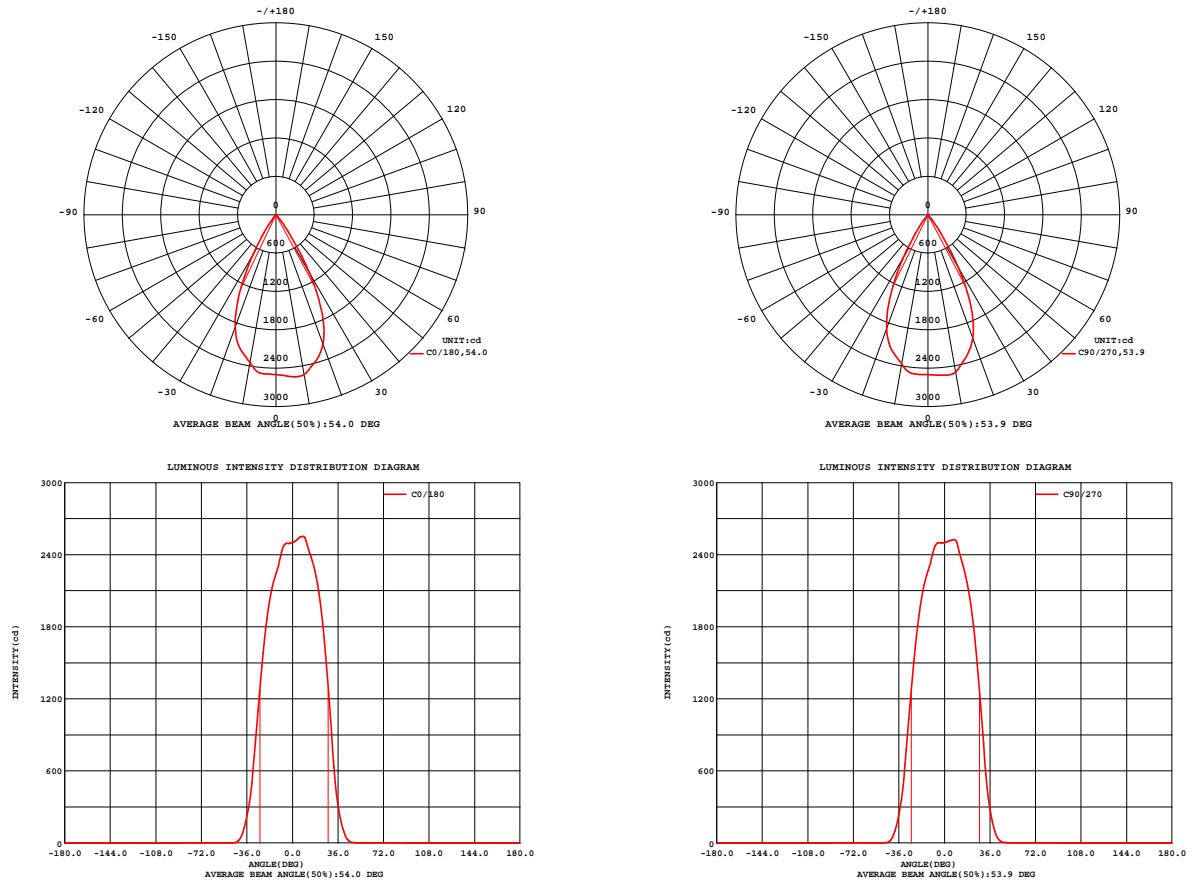 -/+180
-150 150
-120 120
-90 0 90
600
1200
-60 1800 60
UNIT:cd
2400 C0/180,54.0
-30 30
3000
0
AVERAGE BEAM ANGLE(50%):54.0 DEG
-/+180
-150 150
-120 120
-90 0 90
600
1200
-60 1800 60
UNIT:cd
2400 C90/270,53.9
-30 30
3000
0
AVERAGE BEAM ANGLE(50%):53.9 DEG
LUMINOUS INTENSITY DISTRIBUTION DIAGRAM
3000
C0/180
2400
1800
INTENSITY(cd)
1200
600
0
-180.0 -144.0 -108.0 -72.0 -36.0 0.0 36.0 72.0 108.0 144.0 180.0
ANGLE(DEG)
AVERAGE BEAM ANGLE(50%):54.0 DEG
LUMINOUS INTENSITY DISTRIBUTION DIAGRAM
3000
C90/270
2400
1800
INTENSITY(cd)
1200
600
0
-180.0 -144.0 -108.0 -72.0 -36.0 0.0 36.0 72.0 108.0 144.0 180.0
ANGLE(DEG)
AVERAGE BEAM ANGLE(50%):53.9 DEG